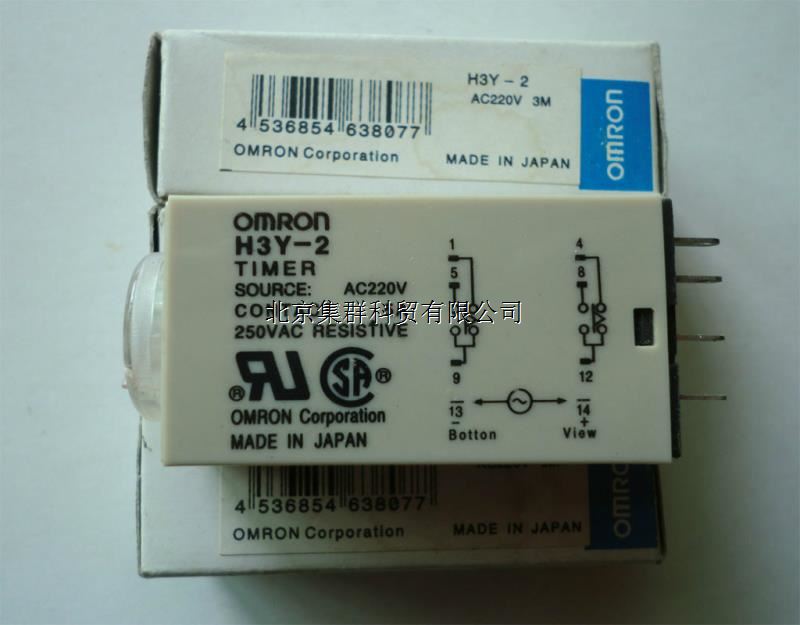 H3Y-2
AC220V 3M
4 536854 638077
OMRON Corporation
MADE IN JAPAN
OMRON
OMRON
H3Y-2
TIMER
SOURCE: AC220V
北京集群科贸有限公司
250VAC RESISTIVE
RU ®
SA ®
OMRON Corporation
MADE IN JAPAN
1 4
5 8
9 12
13 14
- +
Botton View
4 536854 638077
OMRON Corporation
MADE IN JAPAN
OMRON